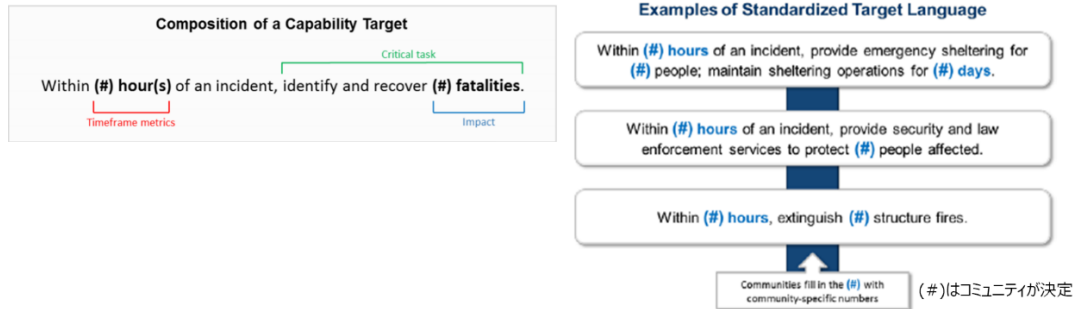 Composition of a Capability Target
Critical task
Within (#) hour(s) of an incident, identify and recover (#) fatalities.
Timeframe metrics
Impact
Examples of Standardized Target Language
Within (#) hours of an incident, provide emergency sheltering for
(#) people; maintain sheltering operations for (#) days.
Within (#) hours of an incident, provide security and law
enforcement services to protect (#) people affected.
Within (#) hours, extinguish (#) structure fires.
Communities fill in the (#) with
community-specific numbers
(#)はコミュニティが決定